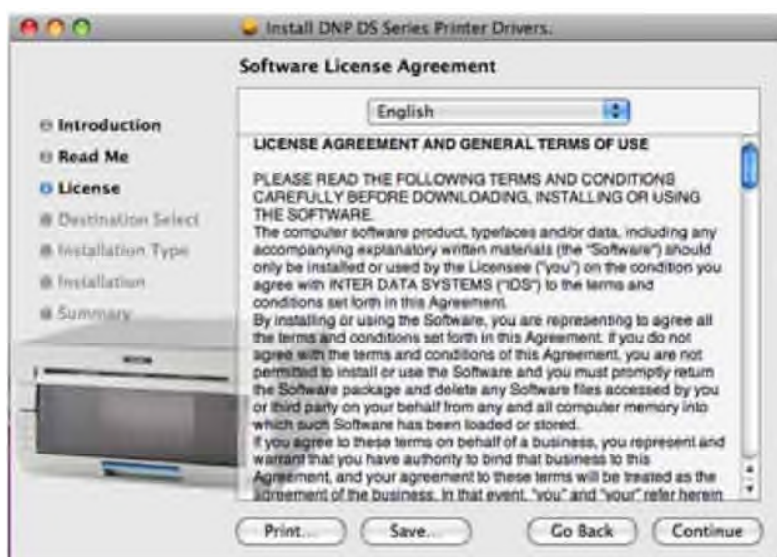 Install DNP DS Series Printer Drivers.
Software License Agreement
Introduction
Read Me
License
Destination Select
Installation Type
Installation
Summary
English
LICENSE AGREEMENT AND GENERAL TERMS OF USE
PLEASE READ THE FOLLOWING TERMS AND CONDITIONS
CAREFULLY BEFORE DOWNLOADING, INSTALLING OR USING
THE SOFTWARE.
The computer software product, typefaces and/or data, including any
accompanying explanatory written materials (the "Software") should
only be installed or used by the Licensee ("you") on the condition you
agree with INTER DATA SYSTEMS ("IDS") to the terms and
conditions set forth in this Agreement.
By installing or using the Software, you are representing to agree all
the terms and conditions set forth in this Agreement. If you do not
agree with the terms and conditions of this Agreement, you are not
permitted to install or use the Software and you must promptly return
the Software package and delete any Software files accessed by you
or third party on your behalf from any and all computer memory into
which such Software has been loaded or stored.
If you agree to these terms on behalf of a business, you represent and
warrant that you have authority to bind that business to this
Agreement, and your agreement to these terms will be treated as the
agreement of the business. In that event, "you" and "your" refer herein
Print...
Save...
Go Back
Continue